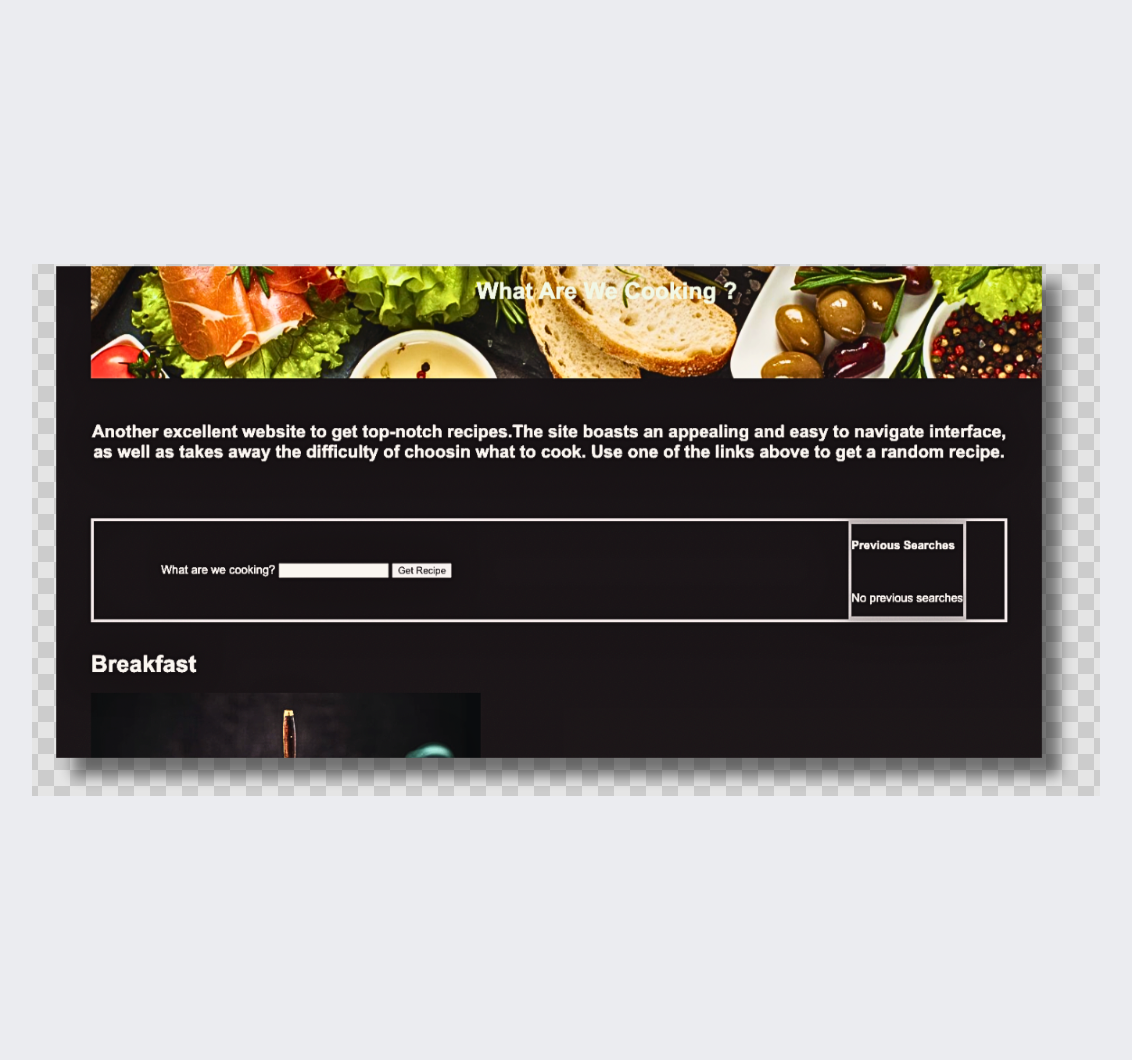 What Are We Cooking ?
Another excellent website to get top-notch recipes.The site boasts an appealing and easy to navigate interface,
as well as takes away the difficulty of choosin what to cook. Use one of the links above to get a random recipe.
What are we cooking? Get Recipe
Previous Searches
No previous searches
Breakfast